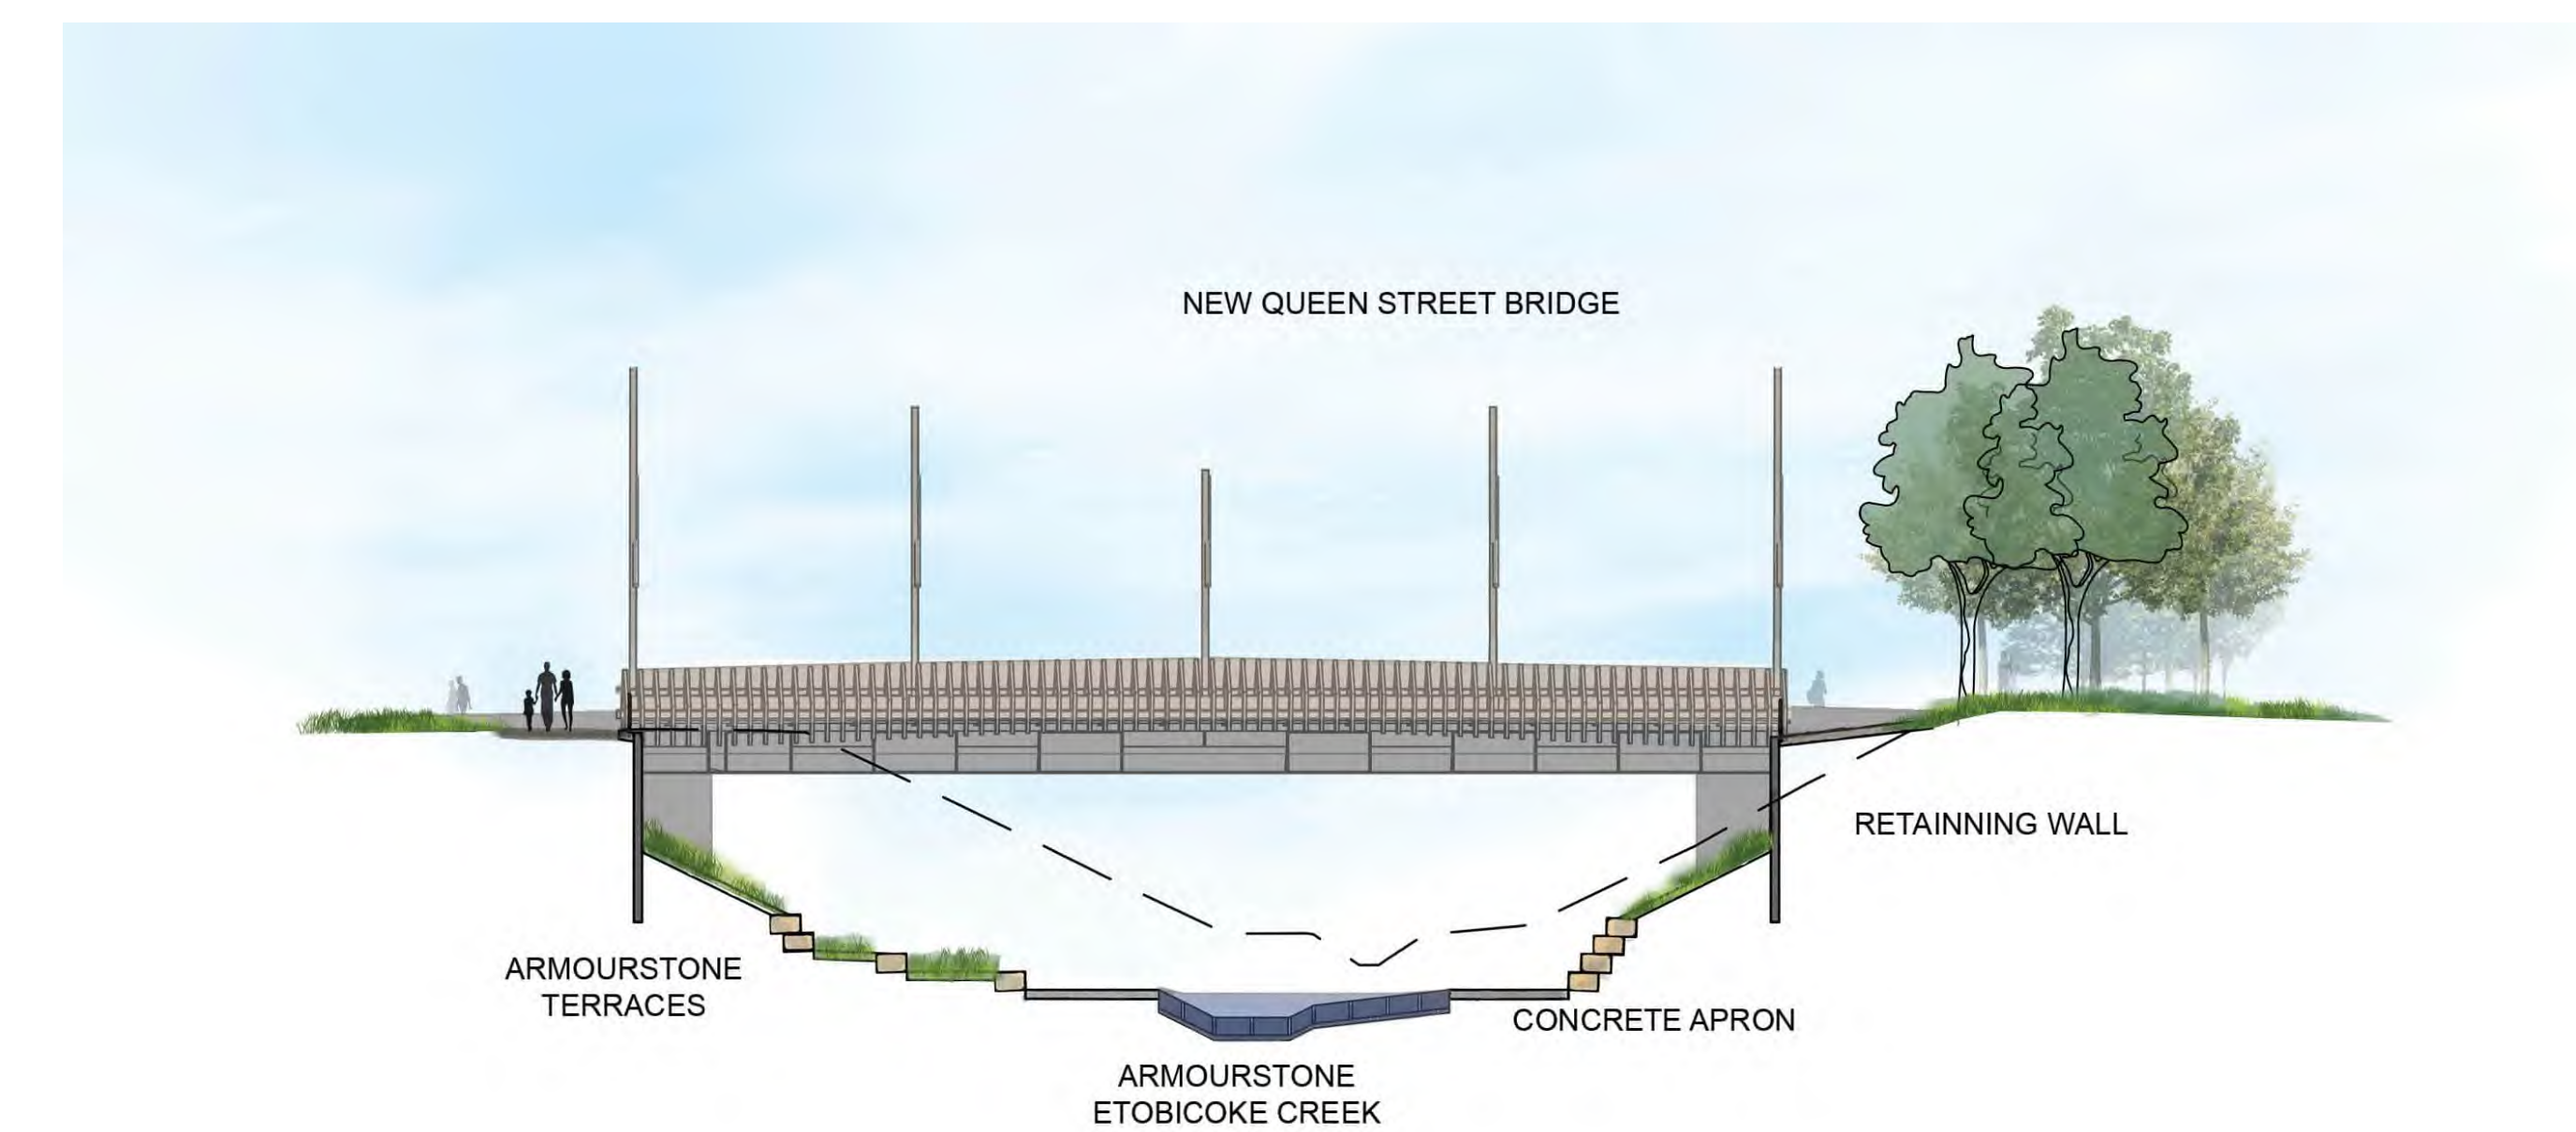 NEW QUEEN STREET BRIDGE
RETAINNING WALL
ARMOURSTONE
TERRACES
CONCRETE APRON
ARMOURSTONE
ETOBICOKE CREEK